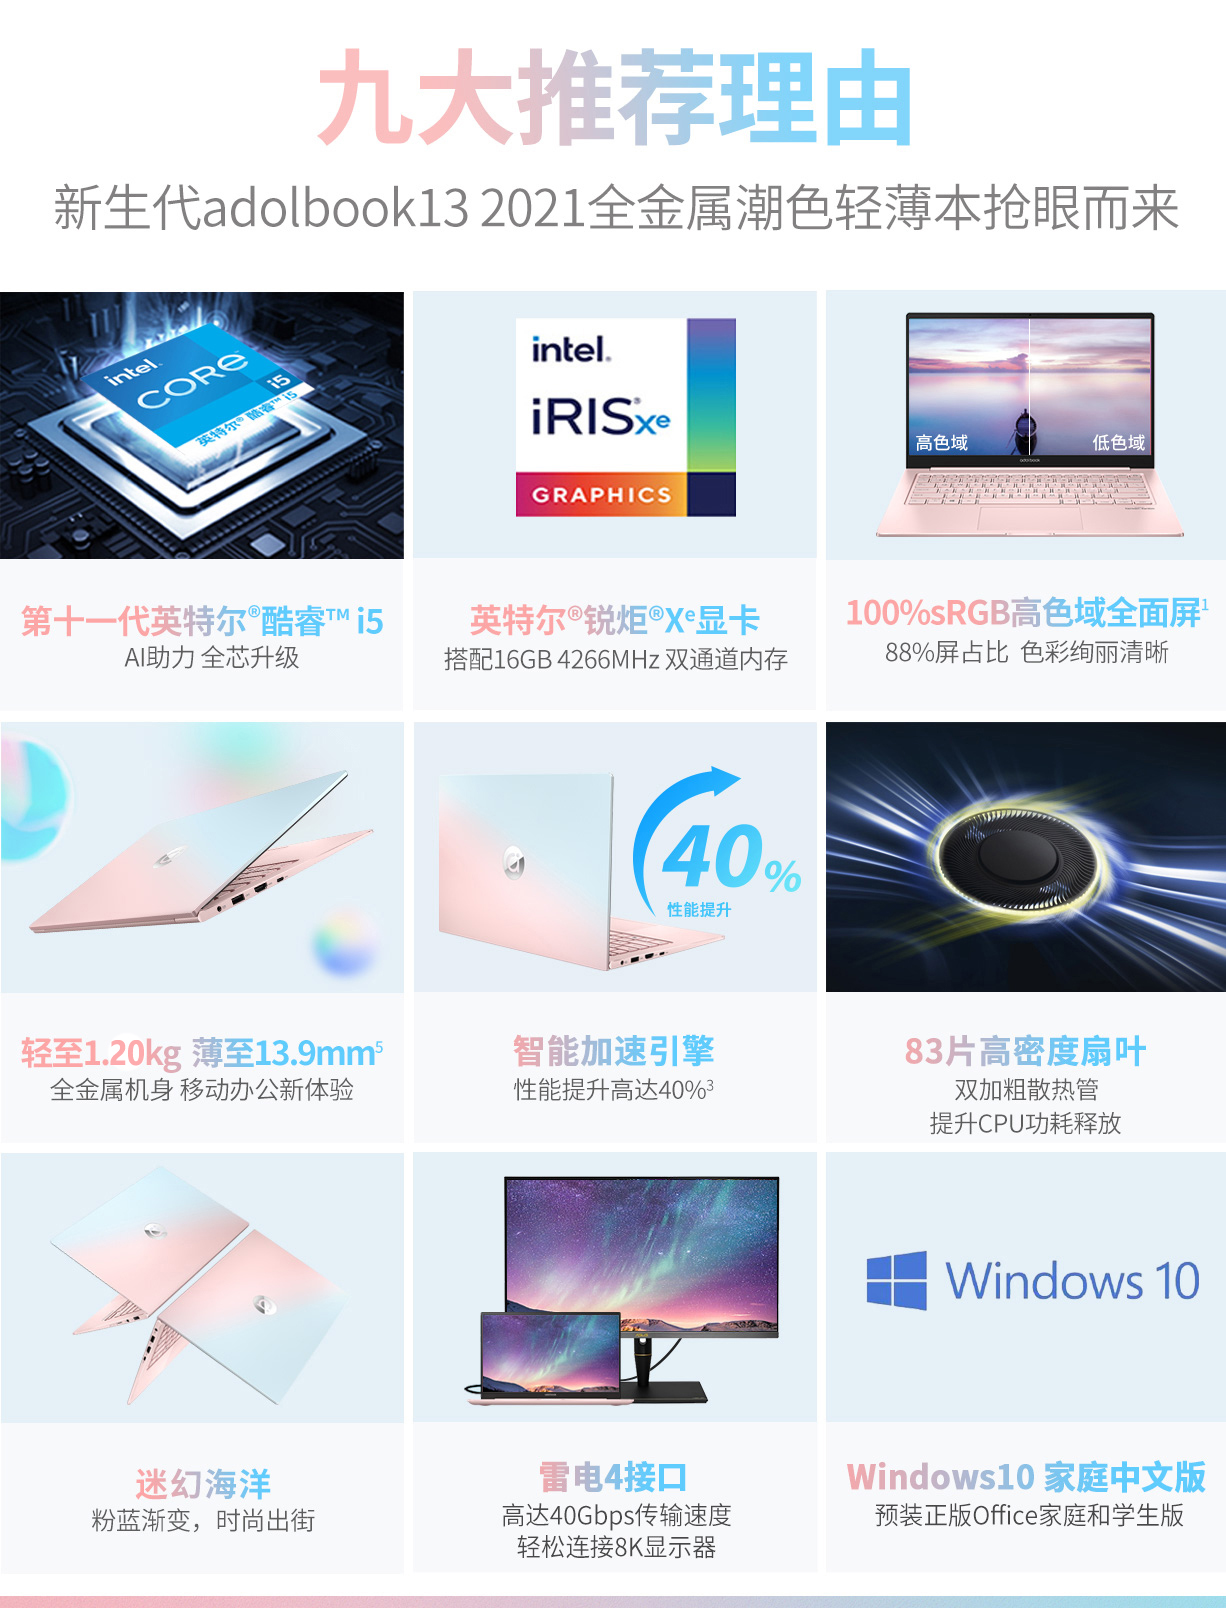 九大推荐理由
新生代adolbook13 2021全金属潮色轻薄本抢眼而来
intel.
CORE
i5
英特尔® 酷睿™ i5
intel.
iRIS®xe
GRAPHICS
高色域
低色域
adolbook
第十一代英特尔®酷睿™ i5
AI助力 全芯升级
英特尔®锐炬®Xe显卡
搭配16GB 4266MHz 双通道内存
100%sRGB高色域全面屏1
88%屏占比 色彩绚丽清晰
40%
性能提升
轻至1.20kg 薄至13.9mm5
全金属机身 移动办公新体验
智能加速引擎
性能提升高达40%3
83片高密度扇叶
双加粗散热管
提升CPU功耗释放
Windows 10
迷幻海洋
粉蓝渐变，时尚出街
雷电4接口
高达40Gbps传输速度
轻松连接8K显示器
Windows10 家庭中文版
预装正版Office家庭和学生版